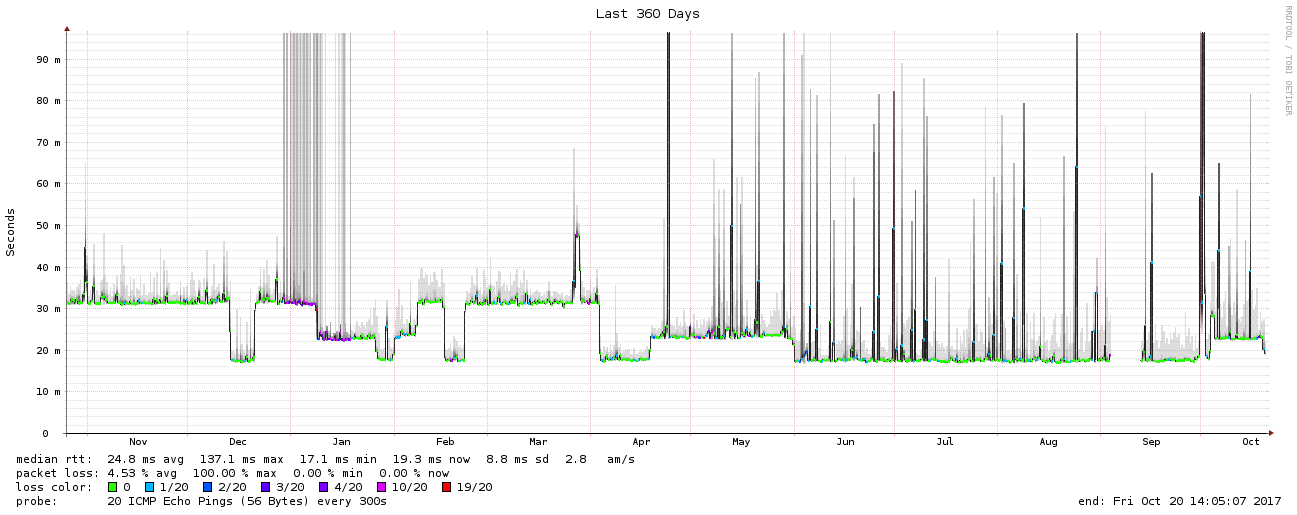 Last 360 Days
RRDTOOL / TOBI OETIKER
Seconds
90 m
80 m
70 m
60 m
50 m
40 m
30 m
20 m
10 m
0
Nov Dec Jan Feb Mar Apr May Jun Jul Aug Sep Oct
median rtt: 24.8 ms avg 137.1 ms max 17.1 ms min 19.3 ms now 8.8 ms sd 2.8 am/s
packet loss: 4.53 % avg 100.00 % max 0.00 % min 0.00 % now
loss color: 0 1/20 2/20 3/20 4/20 10/20 19/20
probe: 20 ICMP Echo Pings (56 Bytes) every 300s end: Fri Oct 20 14:05:07 2017